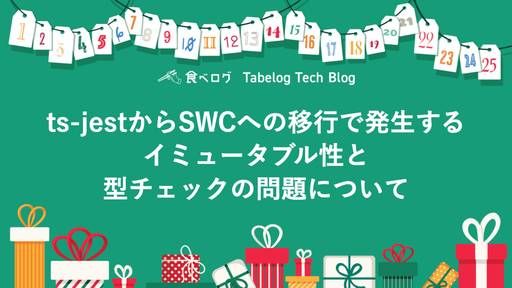 1 2 3 4 5 6 7 8 9 10 11 12 13 14 15 16 17 18 19 20 21 22 23 24 25
食べログ Tabelog Tech Blog
ts-jestからSWCへの移行で発生する
イミュータブル性と
型チェックの問題について